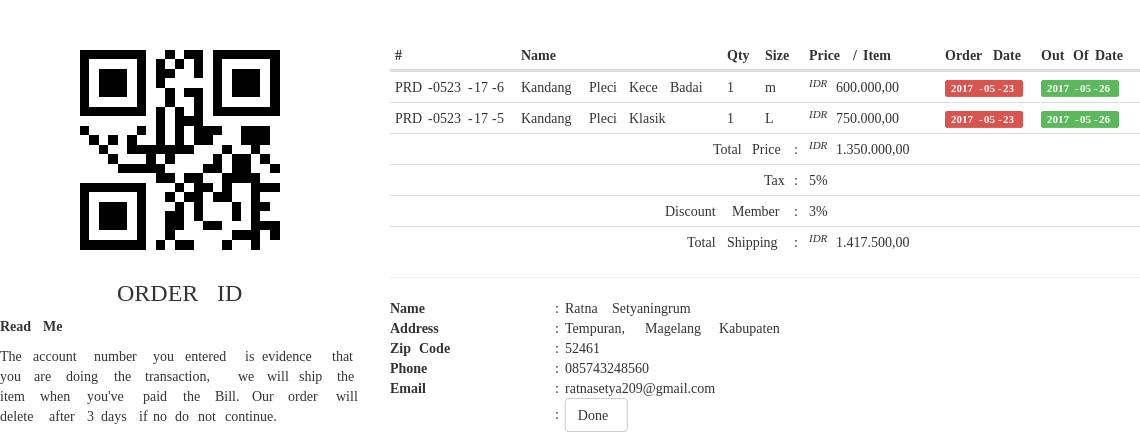 ORDER ID
Read Me
The account number you entered is evidence that
you are doing the transaction, we will ship the
item when you've paid the Bill. Our order will
delete after 3 days if no do not continue.
# Name Qty Size Price / Item Order Date Out Of Date
PRD -0523 -17 -6 Kandang Pleci Kece Badai 1 m IDR 600.000,00 2017 -05 -23 2017 -05 -26
PRD -0523 -17 -5 Kandang Pleci Klasik 1 L IDR 750.000,00 2017 -05 -23 2017 -05 -26
Total Price : IDR 1.350.000,00
Tax : 5%
Discount Member : 3%
Total Shipping : IDR 1.417.500,00
Name : Ratna Setyaningrum
Address : Tempuran, Magelang Kabupaten
Zip Code : 52461
Phone : 085743248560
Email : ratnasetya209@gmail.com
: Done